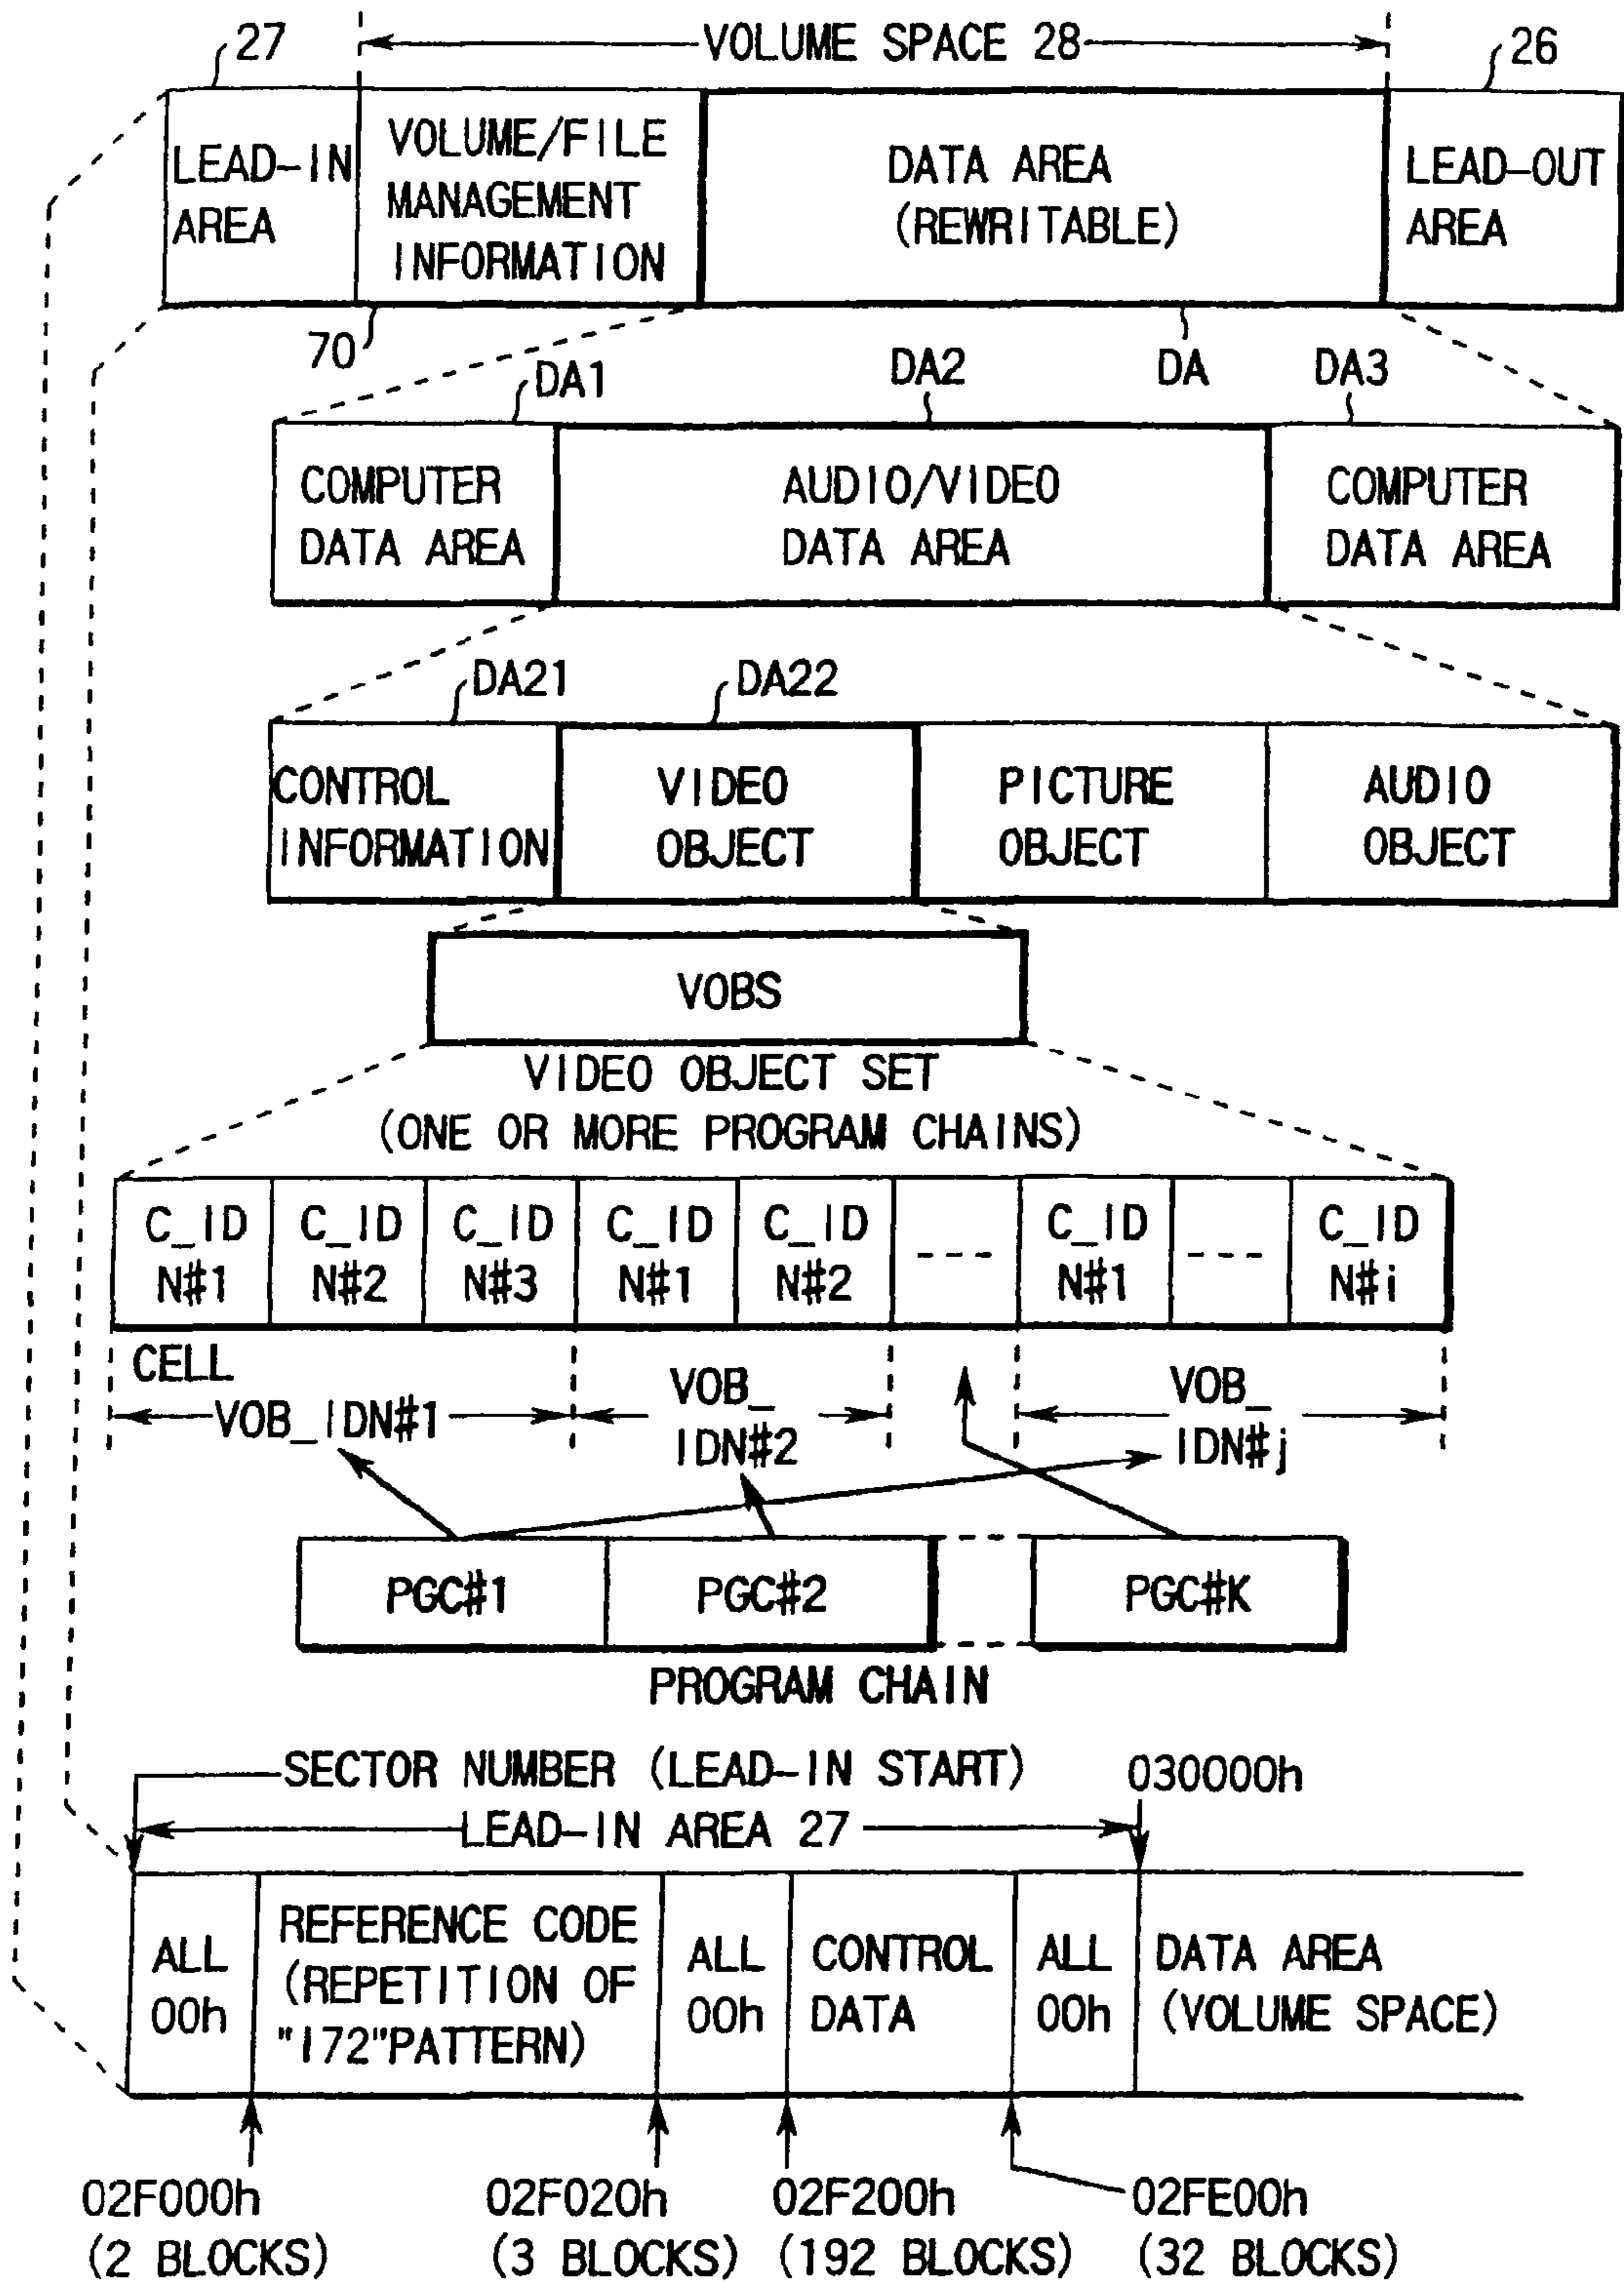 27
VOLUME SPACE 28
26
LEAD-IN
AREA
VOLUME/FILE
MANAGEMENT
INFORMATION
DATA AREA
(REWRITABLE)
LEAD-OUT
AREA
70
DA1
DA2
DA
DA3
COMPUTER
DATA AREA
AUDIO/VIDEO
DATA AREA
COMPUTER
DATA AREA
DA21
DA22
CONTROL
INFORMATION
VIDEO
OBJECT
PICTURE
OBJECT
AUDIO
OBJECT
VOBS
VIDEO OBJECT SET
(ONE OR MORE PROGRAM CHAINS)
C_ID
N#1
C_ID
N#2
C_ID
N#3
C_ID
N#1
C_ID
N#2
----
C_ID
N#1
----
C_ID
N#i
CELL
VOB_IDN#1
VOB_
IDN#2
VOB_
IDN#j
PGC#1
PGC#2
PGC#K
PROGRAM CHAIN
SECTOR NUMBER (LEAD-IN START)
030000h
LEAD-IN AREA 27
ALL
00h
REFERENCE CODE
(REPETITION OF
"172"PATTERN)
ALL
00h
CONTROL
DATA
ALL
00h
DATA AREA
(VOLUME SPACE)
02F000h
(2 BLOCKS)
02F020h
(3 BLOCKS)
02F200h
(192 BLOCKS)
02FE00h
(32 BLOCKS)